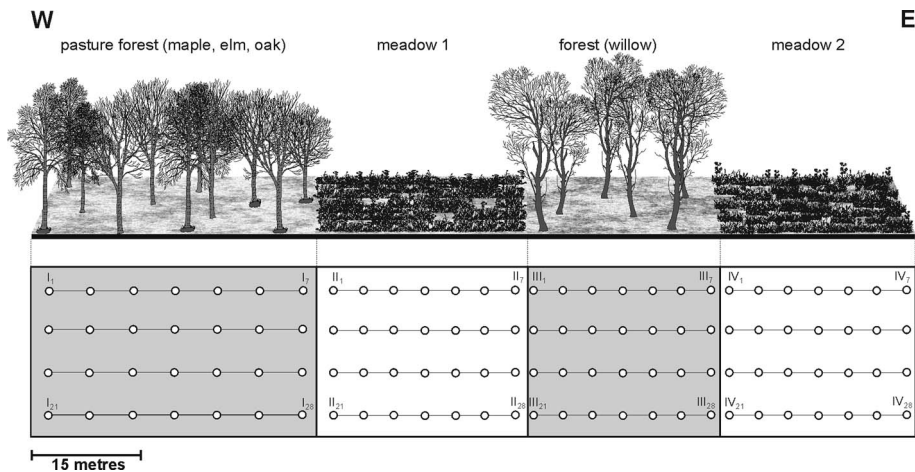 W E
pasture forest (maple, elm, oak) meadow 1 forest (willow) meadow 2
I1 I7 II1 II7 III1 III7 IV1 IV7
I21 I28 II21 II28 III21 III28 IV21 IV28
15 metres